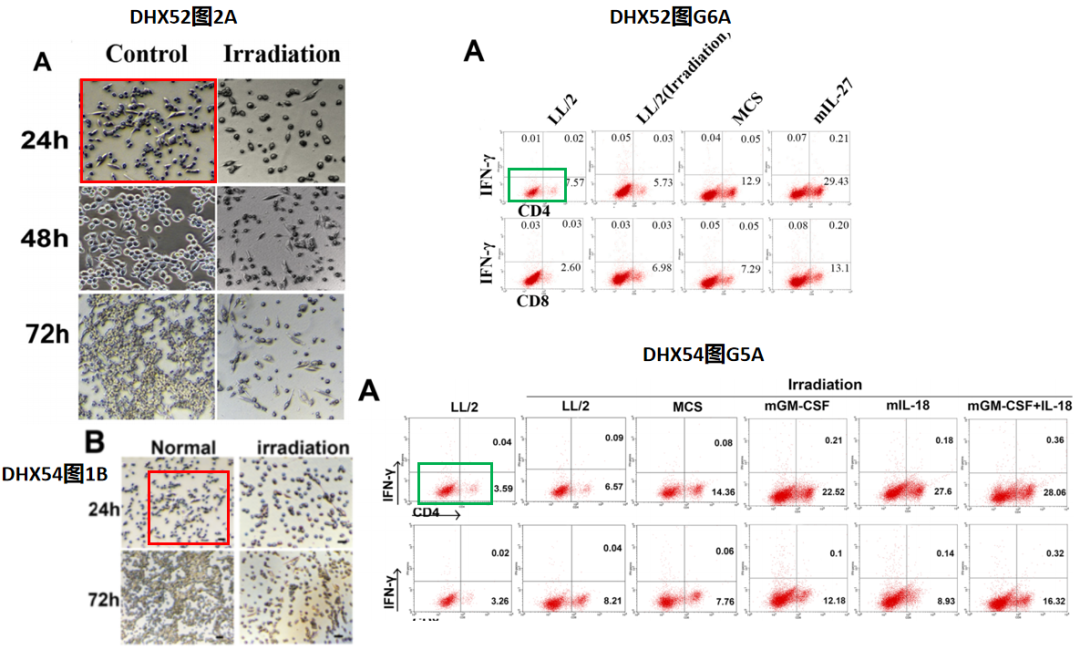 DHX52图2A
A
Control Irradiation
24h
48h
72h
DHX54图1B
B
Normal irradiation
24h
72h
DHX52图G6A
A
LL/2 LL/2(Irradiation, MCS mIL-27
IFN-γ
0.01 0.02 0.05 0.03 0.04 0.05 0.07 0.21
7.57 5.73 12.9 29.43
CD4
IFN-γ
0.03 0.03 0.03 0.03 0.05 0.05 0.08 0.20
2.60 6.98 7.29 13.1
CD8
DHX54图G5A
A
Irradiation
LL/2 LL/2 MCS mGM-CSF mIL-18 mGM-CSF+IL-18
IFN-γ
0.04 0.09 0.08 0.21 0.18 0.36
3.59 6.57 14.36 22.52 27.6 28.06
CD4
IFN-γ
0.02 0.04 0.06 0.1 0.14 0.32
3.26 8.21 7.76 12.18 8.93 16.32